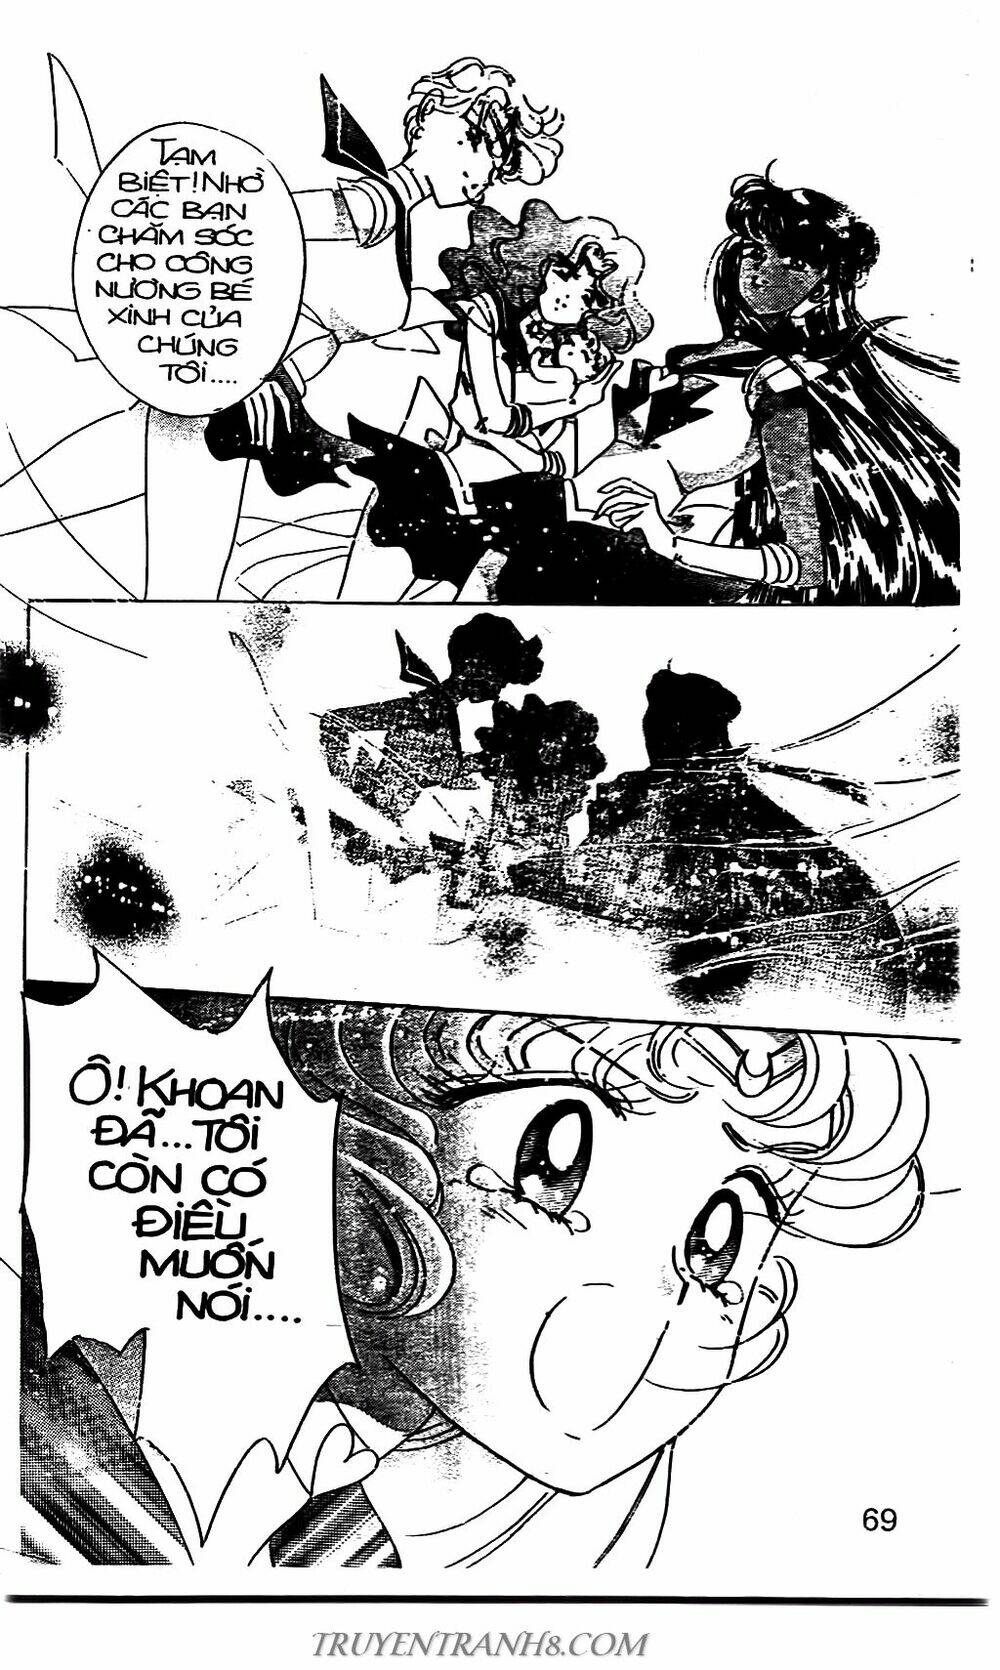 TẠM
BIỆT! NHỜ
CÁC BẠN
CHĂM SÓC
CHO CÔNG
NƯƠNG BÉ
XINH CỦA
CHÚNG
TÔI....
Ồ! KHOAN
ĐÃ...TÔI
CÒN CÓ
ĐIỀU
MUỐN
NÓI....
69
TRUYENTRANH8.COM